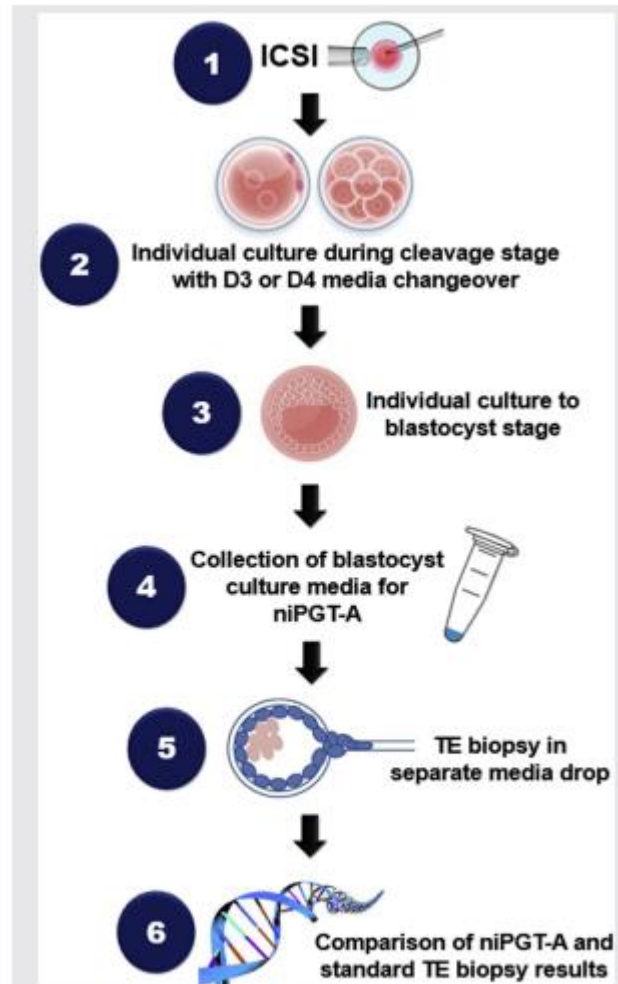 1
ICSI
2
Individual culture during cleavage stage
with D3 or D4 media changeover
3
Individual culture to
blastocyst stage
4
Collection of blastocyst
culture media for
niPGT-A
5
TE biopsy in
separate media drop
6
Comparison of niPGT-A and
standard TE biopsy results